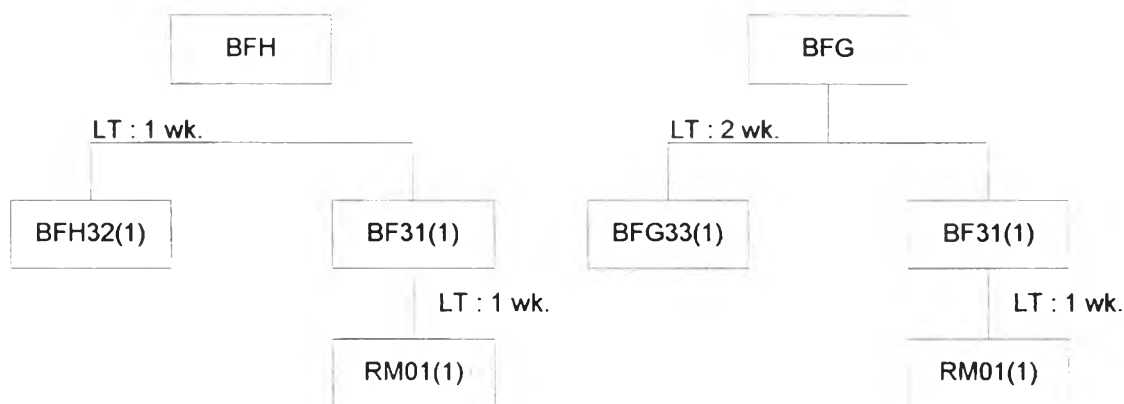 BFH BFG
LT : 1 wk. LT : 2 wk.
BFH32(1) BF31(1) BFG33(1) BF31(1)
LT : 1 wk. LT : 1 wk.
RM01(1) RM01(1)